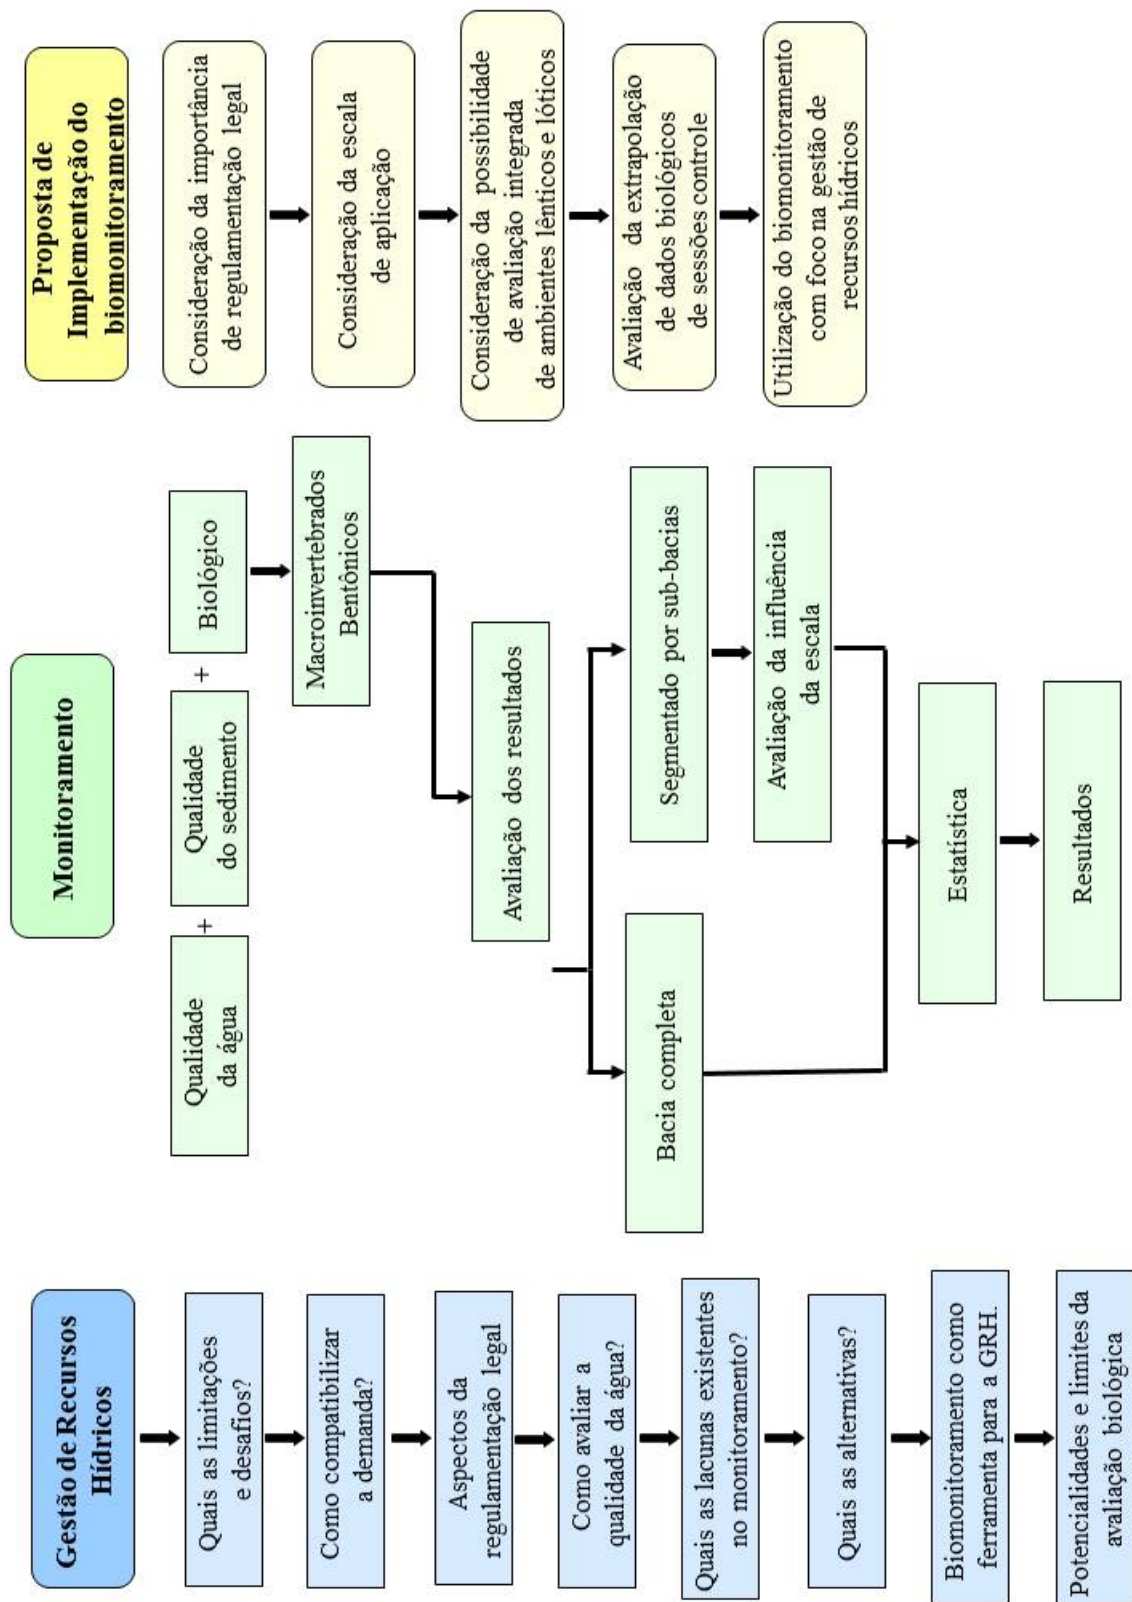 Gestão de Recursos
Hídricos
Quais as limitações
e desafios?
Como compatibilizar
a demanda?
Aspectos da
regulamentação legal
Como avaliar a
qualidade da água?
Quais as lacunas existentes
no monitoramento?
Quais as alternativas?
Biomonitoramento como
ferramenta para a GRH.
Potencialidades e limites da
avaliação biológica
Monitoramento
Qualidade
da água
+
Qualidade
do sedimento
+
Biológico
Macroinvertebrados
Bentônicos
Avaliação dos resultados
Bacia completa
Segmentado por sub-bacias
Avaliação da influência
da escala
Estatística
Resultados
Proposta de
Implementação do
biomonitoramento
Consideração da importância
de regulamentação legal
Consideração da escala
de aplicação
Consideração da possibilidade
de avaliação integrada
de ambientes lênticos e lóticos
Avaliação da extrapolação
de dados biológicos
de sessões controle
Utilização do biomonitoramento
com foco na gestão de
recursos hídricos